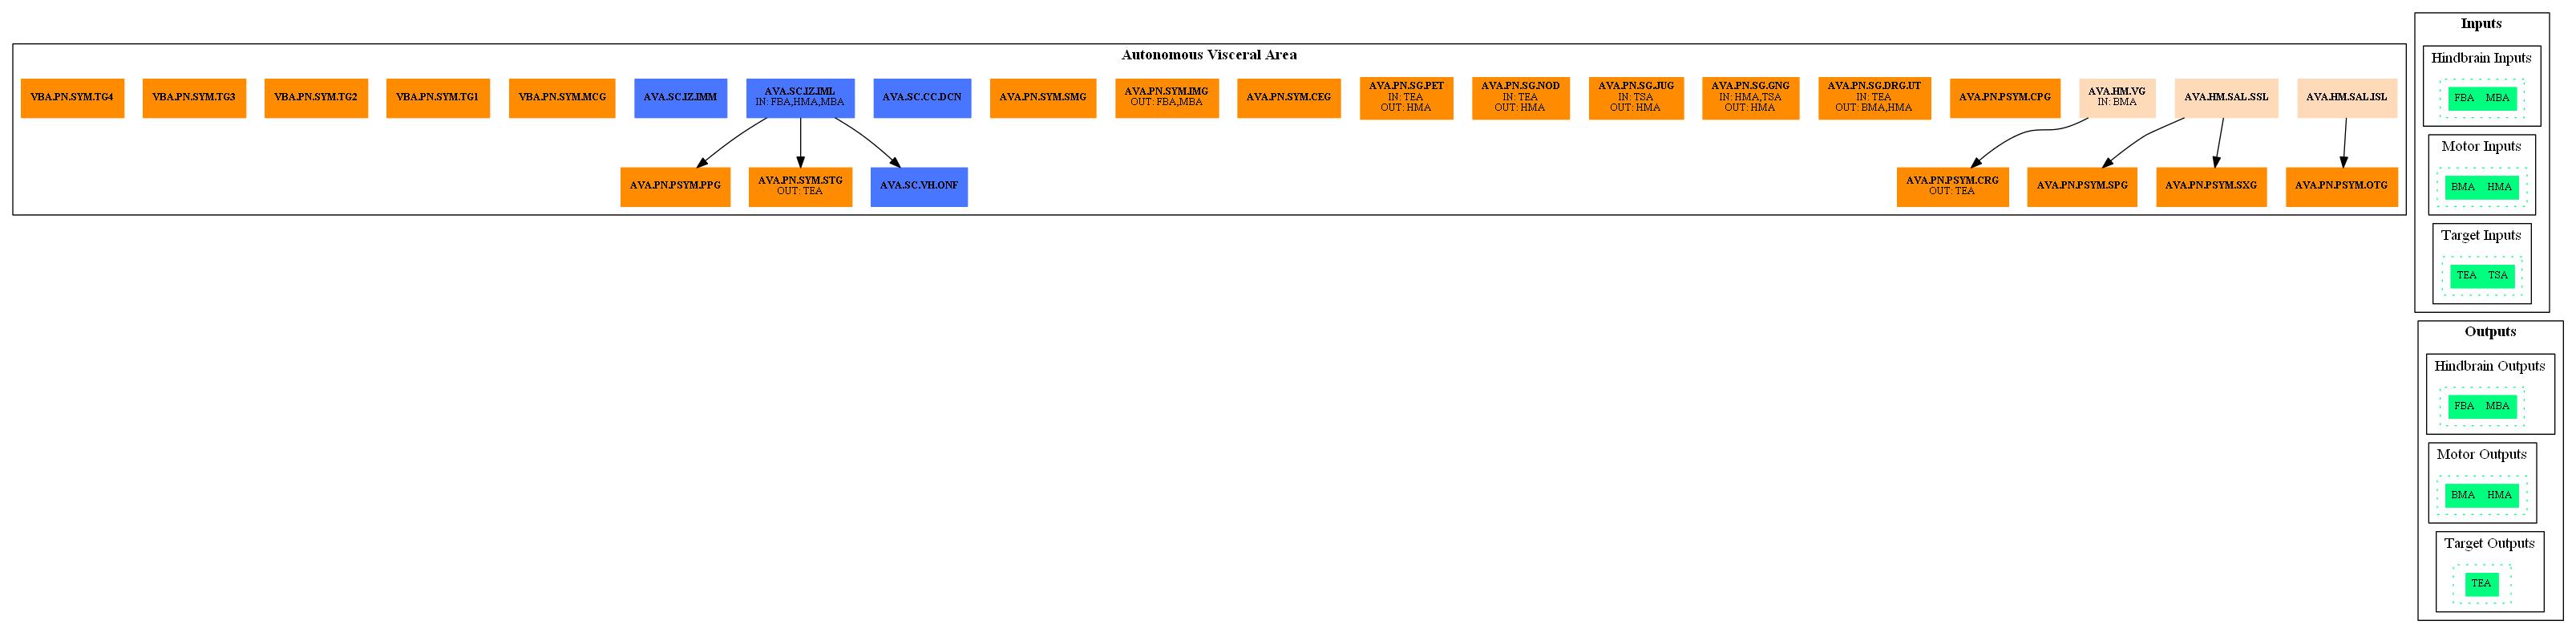 Autonomous Visceral Area
VBA.PN.SYM.TG4
VBA.PN.SYM.TG3
VBA.PN.SYM.TG2
VBA.PN.SYM.TG1
VBA.PN.SYM.MCG
AVA.SC.IZ.IMM
AVA.SC.IZ.IML
IN: FBA,HMA,MBA
AVA.SC.CC.DCN
AVA.PN.SYM.SMG
AVA.PN.SYM.IMG
OUT: FBA,MBA
AVA.PN.SYM.CEG
AVA.PN.SG.PET
IN: TEA
OUT: HMA
AVA.PN.SG.NOD
IN: TEA
OUT: HMA
AVA.PN.SG.JUG
IN: TSA
OUT: HMA
AVA.PN.SG.GNG
IN: HMA,TSA
OUT: HMA
AVA.PN.SG.DRG.UT
IN: TEA
OUT: BMA,HMA
AVA.PN.PSYM.CPG
AVA.HM.VG
IN: BMA
AVA.HM.SAL.SSL
AVA.HM.SAL.ISL
AVA.PN.PSYM.PPG
AVA.PN.SYM.STG
OUT: TEA
AVA.SC.VH.ONF
AVA.PN.PSYM.CRG
OUT: TEA
AVA.PN.PSYM.SPG
AVA.PN.PSYM.SXG
AVA.PN.PSYM.OTG
Inputs
Hindbrain Inputs
FBA MBA
Motor Inputs
BMA HMA
Target Inputs
TEA TSA
Outputs
Hindbrain Outputs
FBA MBA
Motor Outputs
BMA HMA
Target Outputs
TEA